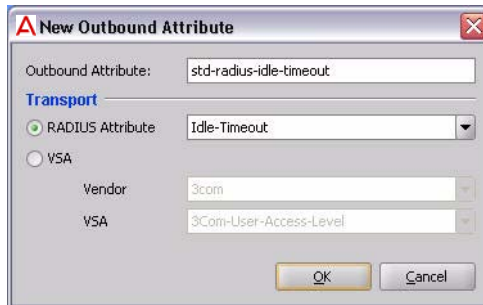 New Outbound Attribute
Outbound Attribute: std-radius-idle-timeout
Transport
RADIUS Attribute Idle-Timeout
VSA
Vendor 3com
VSA 3Com-User-Access-Level
OK Cancel